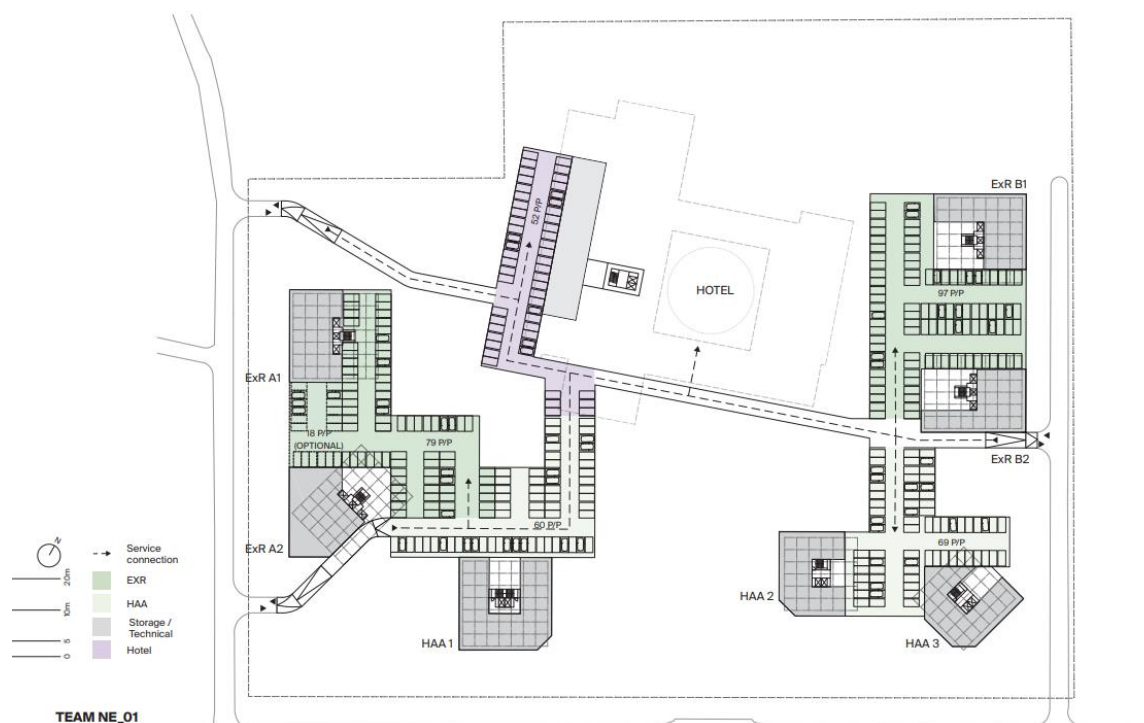 ExR B1
52 P/P
HOTEL
97 P/P
ExR A1
18 P/P
(OPTIONAL)
79 P/P
ExR B2
60 P/P
69 P/P
ExR A2
HAA 2
HAA 1
HAA 3
N
20m
10m
5
0
Service
connection
EXR
HAA
Storage /
Technical
Hotel
TEAM NE_01